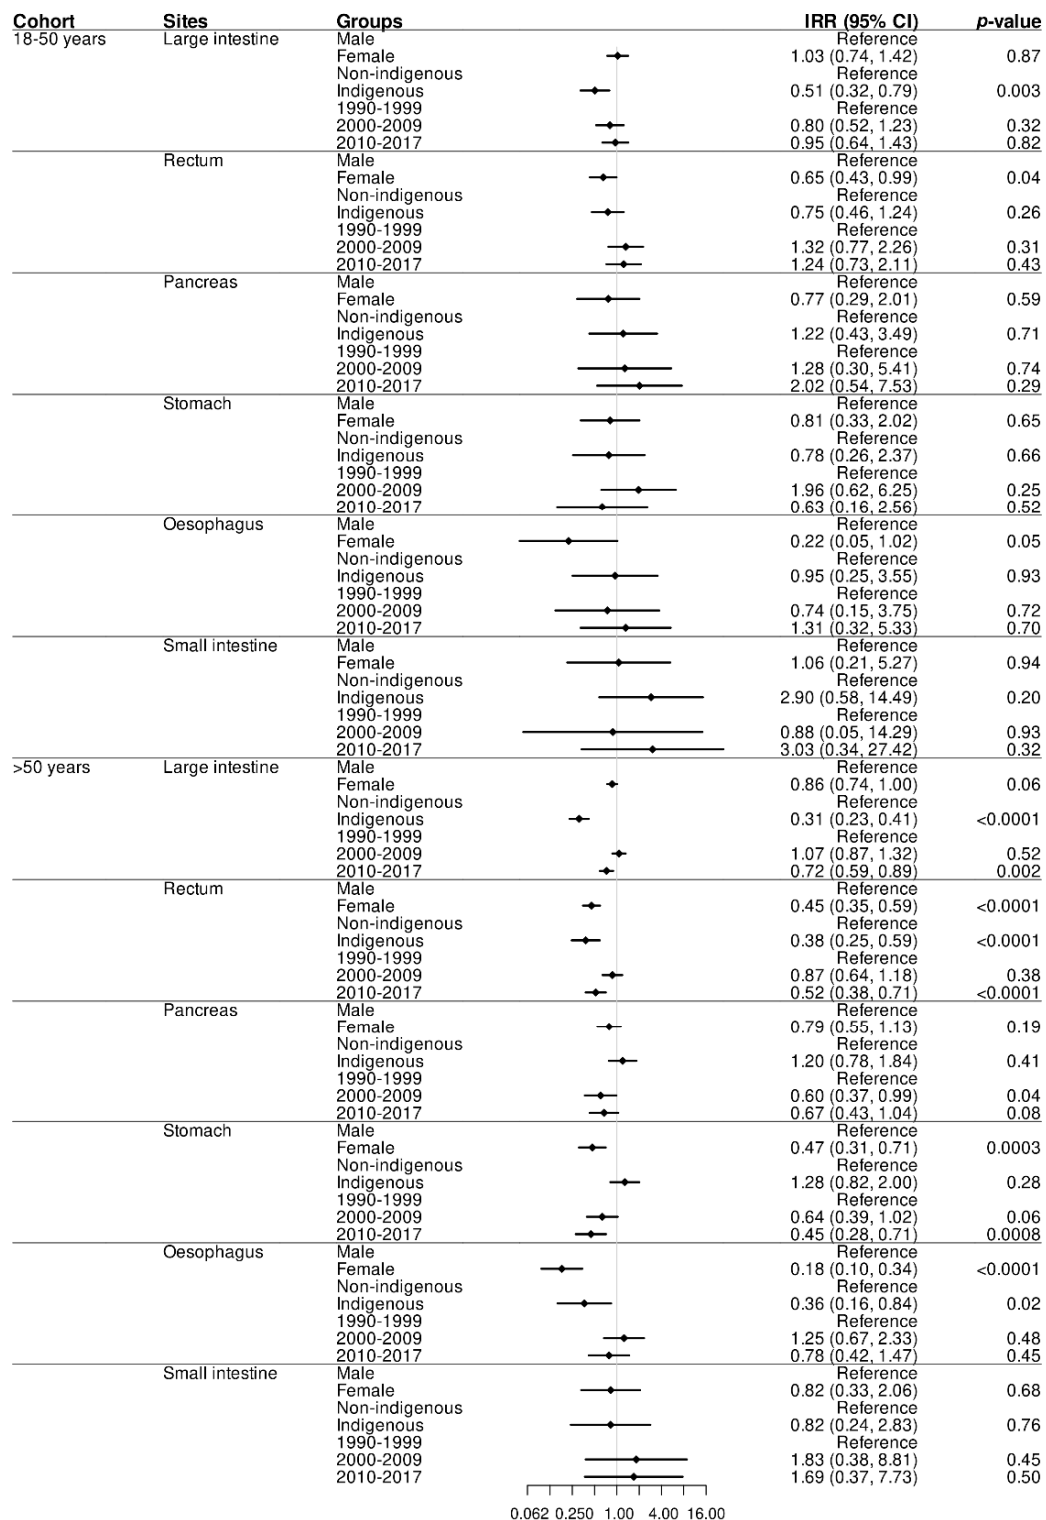 Cohort Sites Groups IRR (95% CI) p-value
18-50 years Large intestine Male Reference
Female 1.03 (0.74, 1.42) 0.87
Non-indigenous Reference
Indigenous 0.51 (0.32, 0.79) 0.003
1990-1999 Reference
2000-2009 0.80 (0.52, 1.23) 0.32
2010-2017 0.95 (0.64, 1.43) 0.82
Rectum Male Reference
Female 0.65 (0.43, 0.99) 0.04
Non-indigenous Reference
Indigenous 0.75 (0.46, 1.24) 0.26
1990-1999 Reference
2000-2009 1.32 (0.77, 2.26) 0.31
2010-2017 1.24 (0.73, 2.11) 0.43
Pancreas Male Reference
Female 0.77 (0.29, 2.01) 0.59
Non-indigenous Reference
Indigenous 1.22 (0.43, 3.49) 0.71
1990-1999 Reference
2000-2009 1.28 (0.30, 5.41) 0.74
2010-2017 2.02 (0.54, 7.53) 0.29
Stomach Male Reference
Female 0.81 (0.33, 2.02) 0.65
Non-indigenous Reference
Indigenous 0.78 (0.26, 2.37) 0.66
1990-1999 Reference
2000-2009 1.96 (0.62, 6.25) 0.25
2010-2017 0.63 (0.16, 2.56) 0.52
Oesophagus Male Reference
Female 0.22 (0.05, 1.02) 0.05
Non-indigenous Reference
Indigenous 0.95 (0.25, 3.55) 0.93
1990-1999 Reference
2000-2009 0.74 (0.15, 3.75) 0.72
2010-2017 1.31 (0.32, 5.33) 0.70
Small intestine Male Reference
Female 1.06 (0.21, 5.27) 0.94
Non-indigenous Reference
Indigenous 2.90 (0.58, 14.49) 0.20
1990-1999 Reference
2000-2009 0.88 (0.05, 14.29) 0.93
2010-2017 3.03 (0.34, 27.42) 0.32
>50 years Large intestine Male Reference
Female 0.86 (0.74, 1.00) 0.06
Non-indigenous Reference
Indigenous 0.31 (0.23, 0.41) <0.0001
1990-1999 Reference
2000-2009 1.07 (0.87, 1.32) 0.52
2010-2017 0.72 (0.59, 0.89) 0.002
Rectum Male Reference
Female 0.45 (0.35, 0.59) <0.0001
Non-indigenous Reference
Indigenous 0.38 (0.25, 0.59) <0.0001
1990-1999 Reference
2000-2009 0.87 (0.64, 1.18) 0.38
2010-2017 0.52 (0.38, 0.71) <0.0001
Pancreas Male Reference
Female 0.79 (0.55, 1.13) 0.19
Non-indigenous Reference
Indigenous 1.20 (0.78, 1.84) 0.41
1990-1999 Reference
2000-2009 0.60 (0.37, 0.99) 0.04
2010-2017 0.67 (0.43, 1.04) 0.08
Stomach Male Reference
Female 0.47 (0.31, 0.71) 0.0003
Non-indigenous Reference
Indigenous 1.28 (0.82, 2.00) 0.28
1990-1999 Reference
2000-2009 0.64 (0.39, 1.02) 0.06
2010-2017 0.45 (0.28, 0.71) 0.0008
Oesophagus Male Reference
Female 0.18 (0.10, 0.34) <0.0001
Non-indigenous Reference
Indigenous 0.36 (0.16, 0.84) 0.02
1990-1999 Reference
2000-2009 1.25 (0.67, 2.33) 0.48
2010-2017 0.78 (0.42, 1.47) 0.45
Small intestine Male Reference
Female 0.82 (0.33, 2.06) 0.68
Non-indigenous Reference
Indigenous 0.82 (0.24, 2.83) 0.76
1990-1999 Reference
2000-2009 1.83 (0.38, 8.81) 0.45
2010-2017 1.69 (0.37, 7.73) 0.50
0.062 0.250 1.00 4.00 16.00